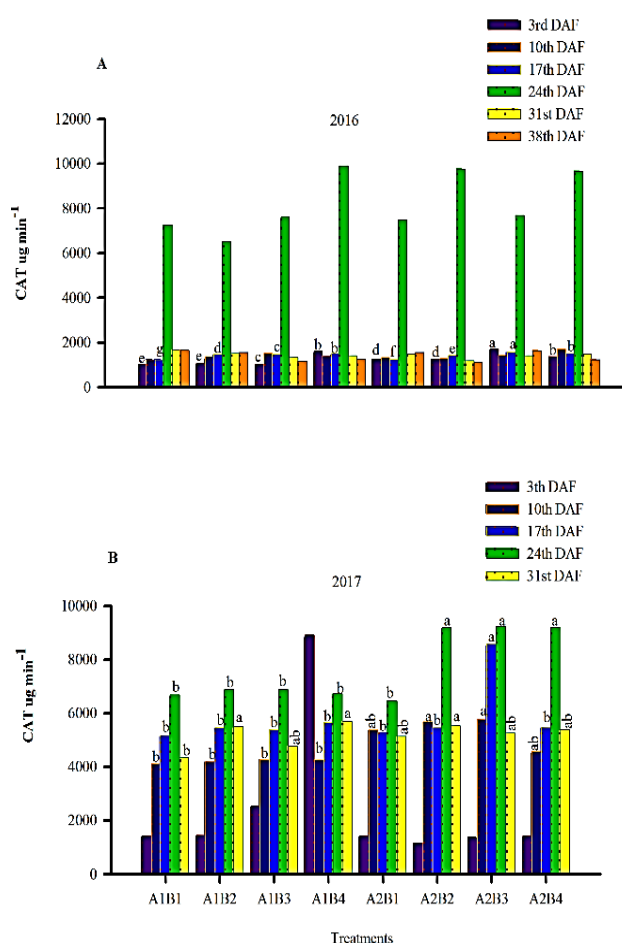 3rd DAF
10th DAF
17th DAF
24th DAF
31st DAF
38th DAF
A
2016
12000
10000
8000
6000
4000
2000
0
CAT ug min⁻¹
e g e d c c b b d f d e a a b b
3th DAF
10th DAF
17th DAF
24th DAF
31st DAF
B
2017
10000
8000
6000
4000
2000
0
CAT ug min⁻¹
b b b b
b b b a
b b b ab
b b b a
ab b b ab
a b a a
a a ab
ab b a ab
A1B1 A1B2 A1B3 A1B4 A2B1 A2B2 A2B3 A2B4
Treatments